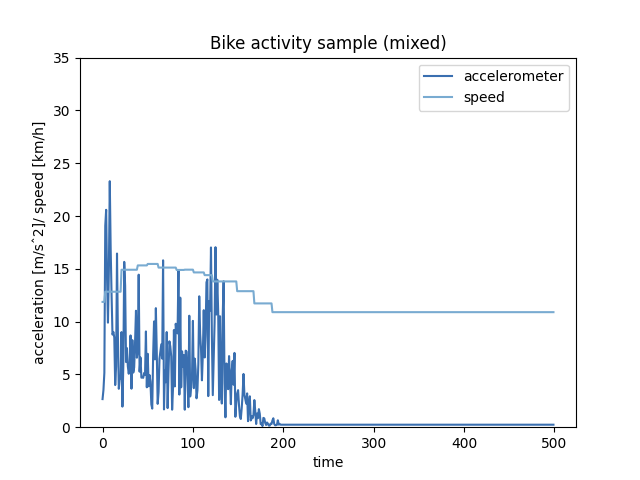 Bike activity sample (mixed)
accelerometer
speed
35
30
25
20
15
10
5
0
acceleration [m/s^2]/ speed [km/h]
0
100
200
300
400
500
time